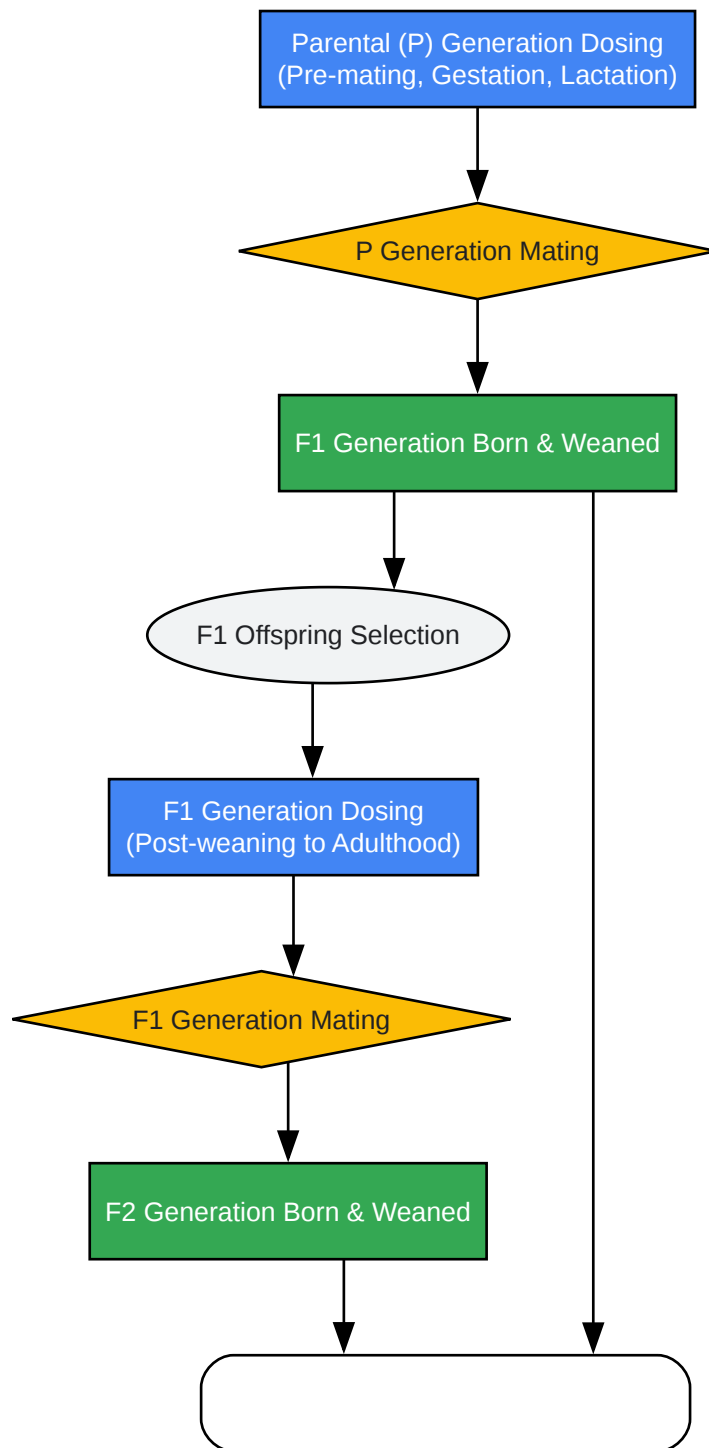 Parental (P) Generation Dosing
(Pre-mating, Gestation, Lactation)
P Generation Mating
F1 Generation Born & Weaned
F1 Offspring Selection
F1 Generation Dosing
(Post-weaning to Adulthood)
F1 Generation Mating
F2 Generation Born & Weaned